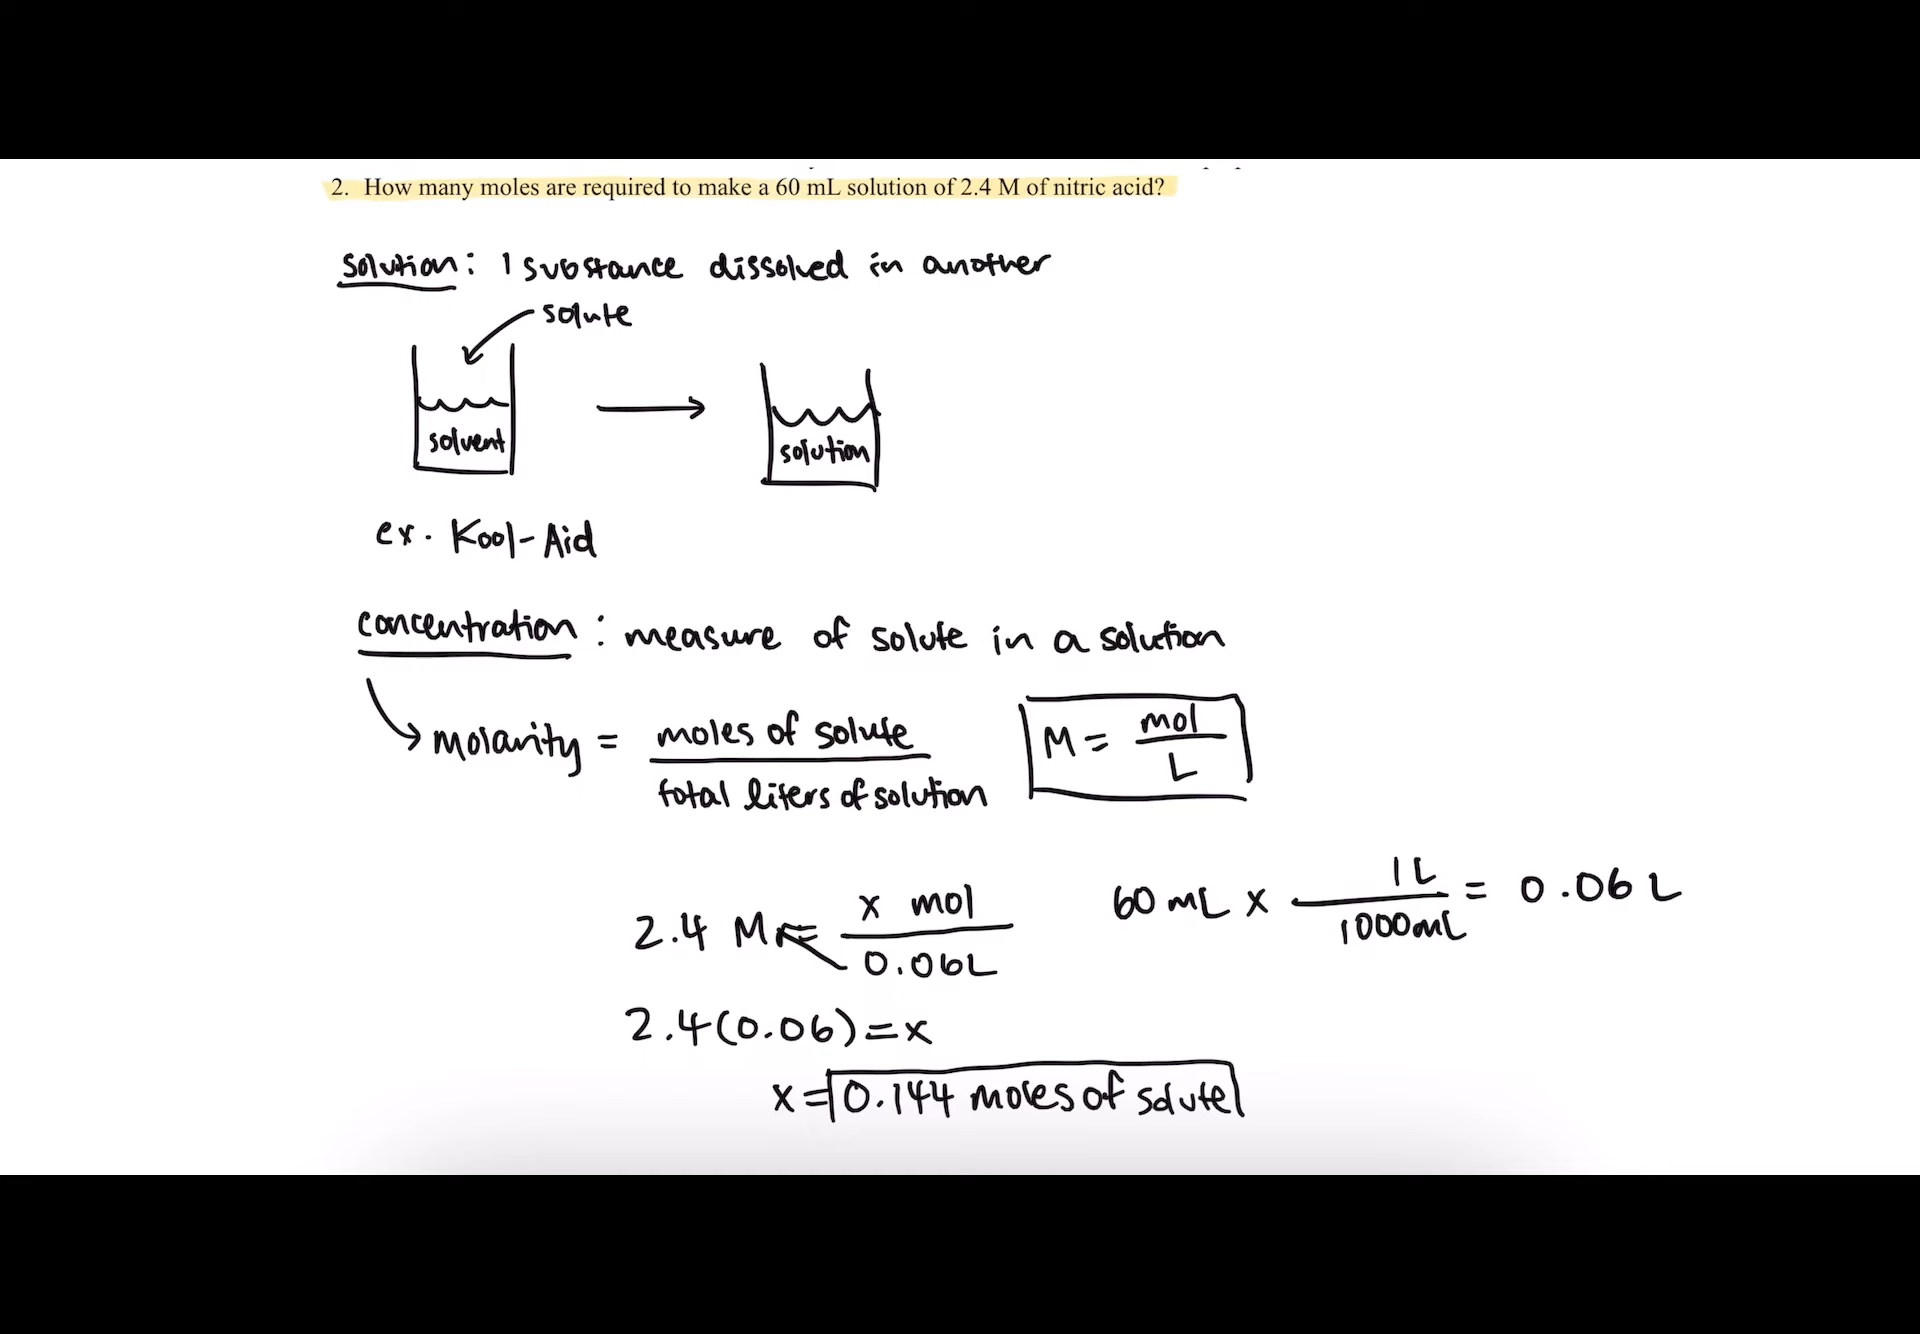 2. How many moles are required to make a 60 mL solution of 2.4 M of nitric acid?
solution: 1 substance dissolved in another
solute
solvent
solution
ex. Kool-Aid
concentration: measure of solute in a solution
molarity = moles of solute / total liters of solution
M = mol / L
2.4 M = x mol / 0.06L
60 mL x 1L / 1000mL = 0.06 L
2.4(0.06) = x
x = 0.144 moles of solute